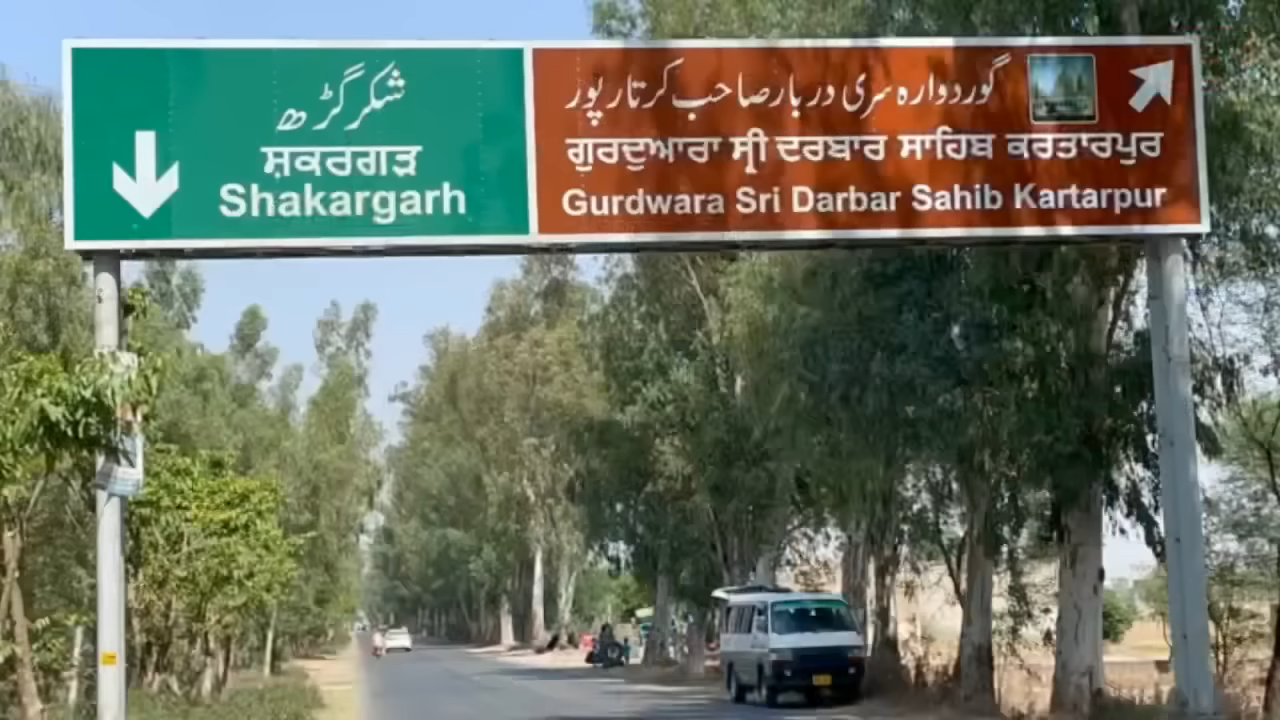 شکرگڑھ
ਸ਼ਕਰਗੜ
Shakargarh
گوردوارہ سری دربار صاحب کرتارپور
ਗੁਰਦੁਆਰਾ ਸ੍ਰੀ ਦਰਬਾਰ ਸਾਹਿਬ ਕਰਤਾਰਪੁਰ
Gurdwara Sri Darbar Sahib Kartarpur